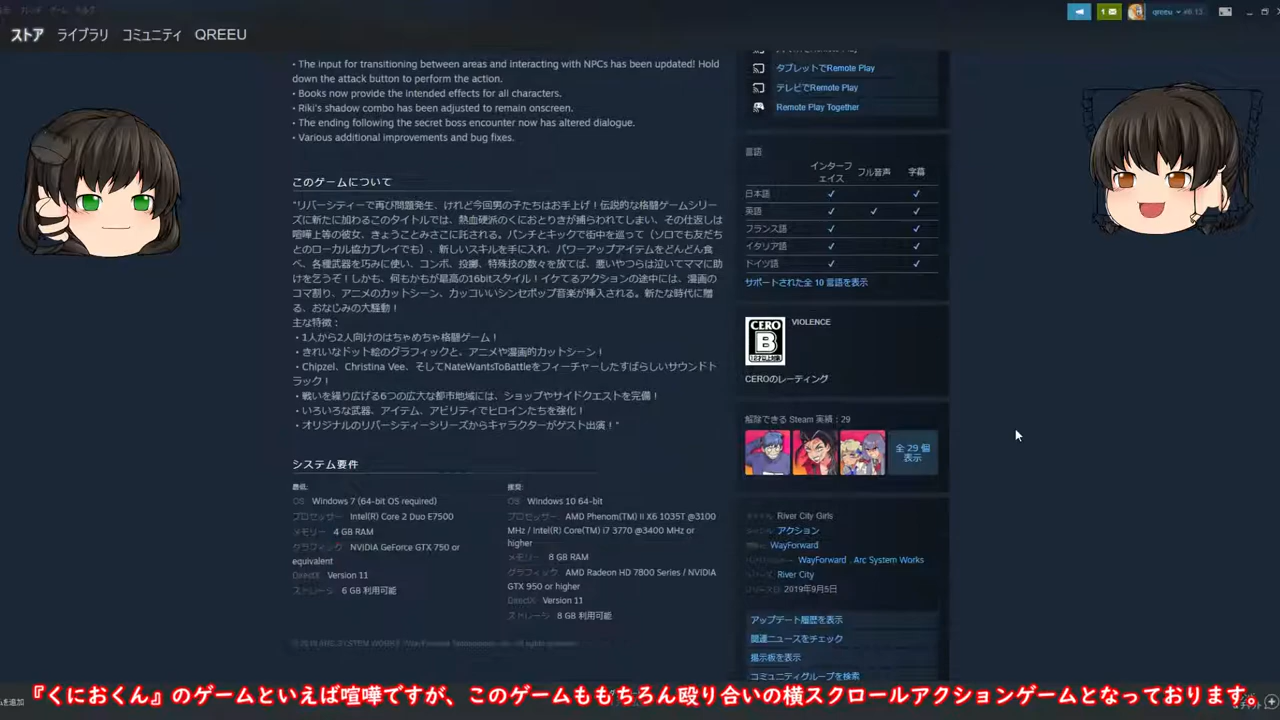 ストア ライブラリ コミュニティ QREEU
1
qreeu
• The input for transitioning between areas and interacting with NPCs has been updated! Hold
down the attack button to perform the action.
• Books now provide the intended effects for all characters.
• Riki's shadow combo has been adjusted to remain onscreen.
• The ending following the secret boss encounter now has altered dialogue.
• Various additional improvements and bug fixes.
このゲームについて
"リバーシティーで再び問題発生、けれど今回男の子たちはお手上げ！伝説的な格闘ゲームシリー
ズに新たに加わるこのタイトルでは、熱血硬派のくにおとりきが捕らわれてしまい、その仕返しは
喧嘩上等の彼女、きょうことみさこに託される。パンチとキックで街中を巡って（ソロでも友だち
とのローカル協力プレイでも）、新しいスキルを手に入れ、パワーアップアイテムをどんどん食
べ、各種武器を巧みに使い、コンボ、投擲、特殊技の数々を放てば、悪いやつらは泣いてママに助
けを乞うぞ！しかも、何もかもが最高の16bitスタイル！イケてるアクションの途中には、漫画の
コマ割り、アニメのカットシーン、カッコいいシンセポップ音楽が挿入される。新たな時代に贈
る、おなじみの大騒動！
主な特徴：
・1人から2人向けのはちゃめちゃ格闘ゲーム！
・きれいなドット絵のグラフィックと、アニメや漫画的カットシーン！
・Chipzel、Christina Vee、そしてNateWantsToBattleをフィーチャーしたすばらしいサウンドト
ラック！
・戦いを繰り広げる6つの広大な都市地域には、ショップやサイドクエストを完備！
・いろいろな武器、アイテム、アビリティでヒロインたちを強化！
・オリジナルのリバーシティーシリーズからキャラクターがゲスト出演！"
システム要件
最低:
OS: Windows 7 (64-bit OS required)
プロセッサー: Intel(R) Core 2 Duo E7500
メモリー: 4 GB RAM
グラフィック: NVIDIA GeForce GTX 750 or
equivalent
DirectX: Version 11
ストレージ: 6 GB 利用可能
推奨:
OS: Windows 10 64-bit
プロセッサー: AMD Phenom(TM) II X6 1035T @3100
MHz / Intel(R) Core(TM) i7 3770 @3400 MHz or
higher
メモリー: 8 GB RAM
グラフィック: AMD Radeon HD 7800 Series / NVIDIA
GTX 950 or higher
DirectX: Version 11
ストレージ: 8 GB 利用可能
タブレットでRemote Play
テレビでRemote Play
Remote Play Together
言語
インターフェイス フル音声 字幕
日本語 ✓ ✓
英語 ✓ ✓ ✓
フランス語 ✓ ✓
イタリア語 ✓ ✓
ドイツ語 ✓ ✓
サポートされた全 10 言語を表示
CERO
B
VIOLENCE
CEROのレーティング
解除できる Steam 実績：29
全 29 個
表示
River City Girls
アクション
WayForward
WayForward , Arc System Works
River City
2019年9月5日
アップデート履歴を表示
関連ニュースをチェック
掲示板を表示
コミュニティグループを検索
『くにおくん』のゲームといえば喧嘩ですが、このゲームももちろん殴り合いの横スクロールアクションゲームとなっております。